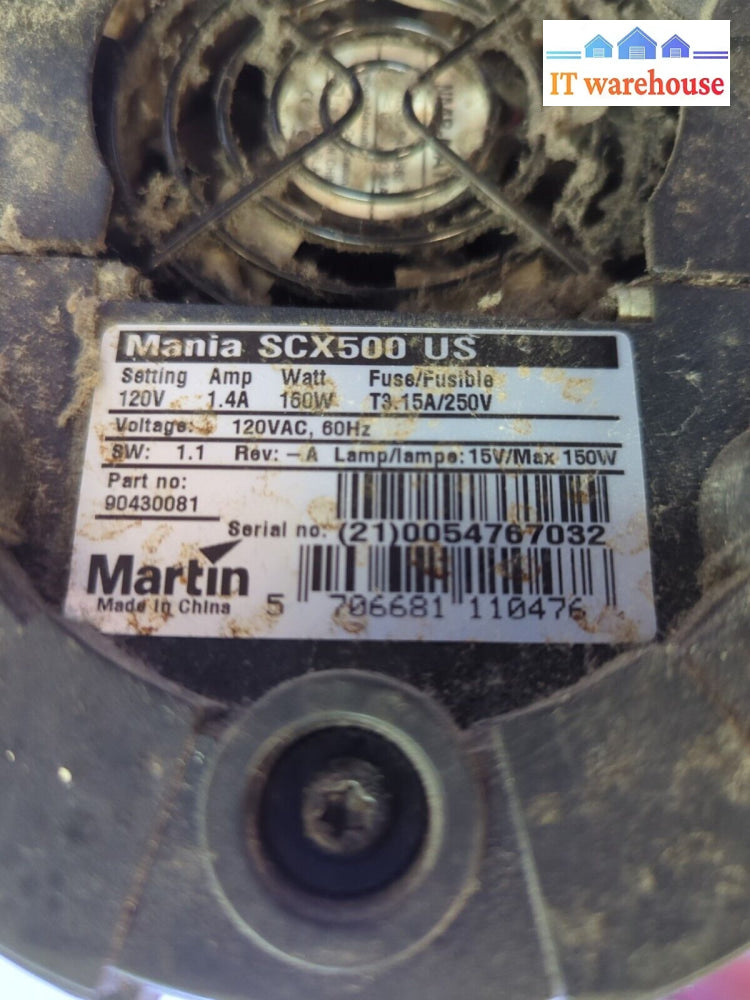 IT warehouse
Mania SCX500 US
Setting Amp Watt Fuse/Fusible
120V 1.4A 160W T3.15A/250V
Voltage: 120VAC, 60Hz
SW: 1.1 Rev: - A Lamp/lampe: 15V/Max 150W
Part no:
90430081
Serial no: (21)0054767032
Martin
Made in China
5 706681 110476